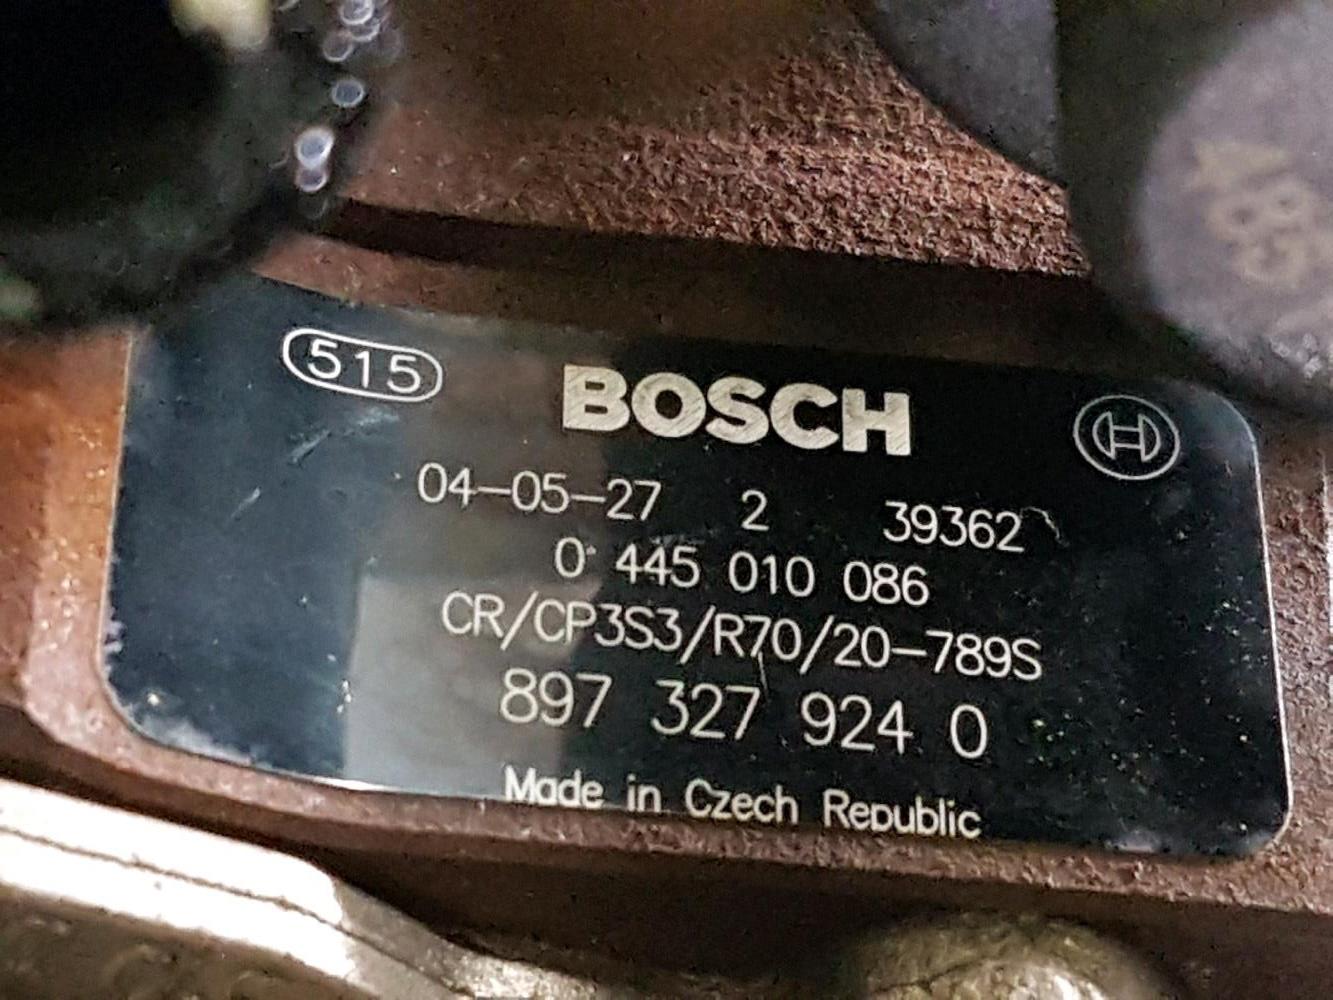 515
BOSCH
04-05-27 2 39362
0 445 010 086
CR/CP3S3/R70/20-789S
897 327 924 0
Made in Czech Republic